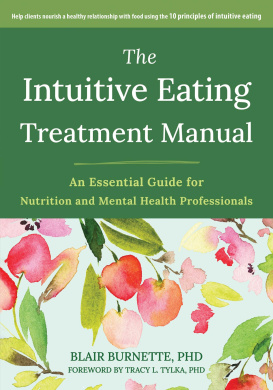 Help clients nourish a healthy relationship with food using the 10 principles of intuitive eating
The
Intuitive Eating
Treatment Manual
An Essential Guide for
Nutrition and Mental Health Professionals
BLAIR BURNETTE, PHD
FOREWORD BY TRACY L. TYLKA, PHD